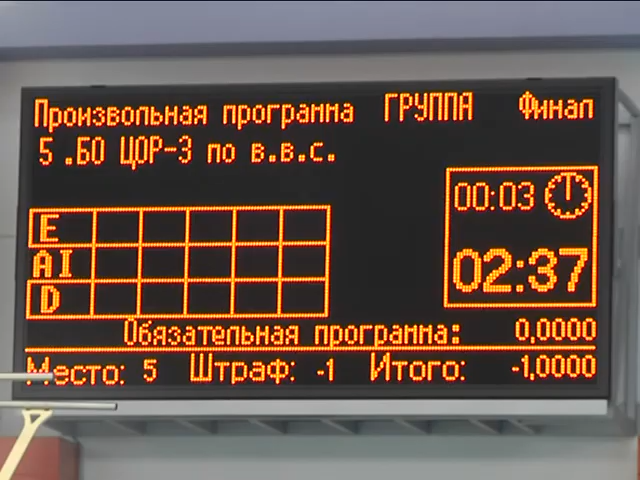 Произвольная программа ГРУППА Финал
5 .БО ЦОР-3 по в.в.с.
00:03
E
AI
02:37
D
Обязательная программа: 0,0000
Место: 5 Штраф: -1 Итого: -1,0000